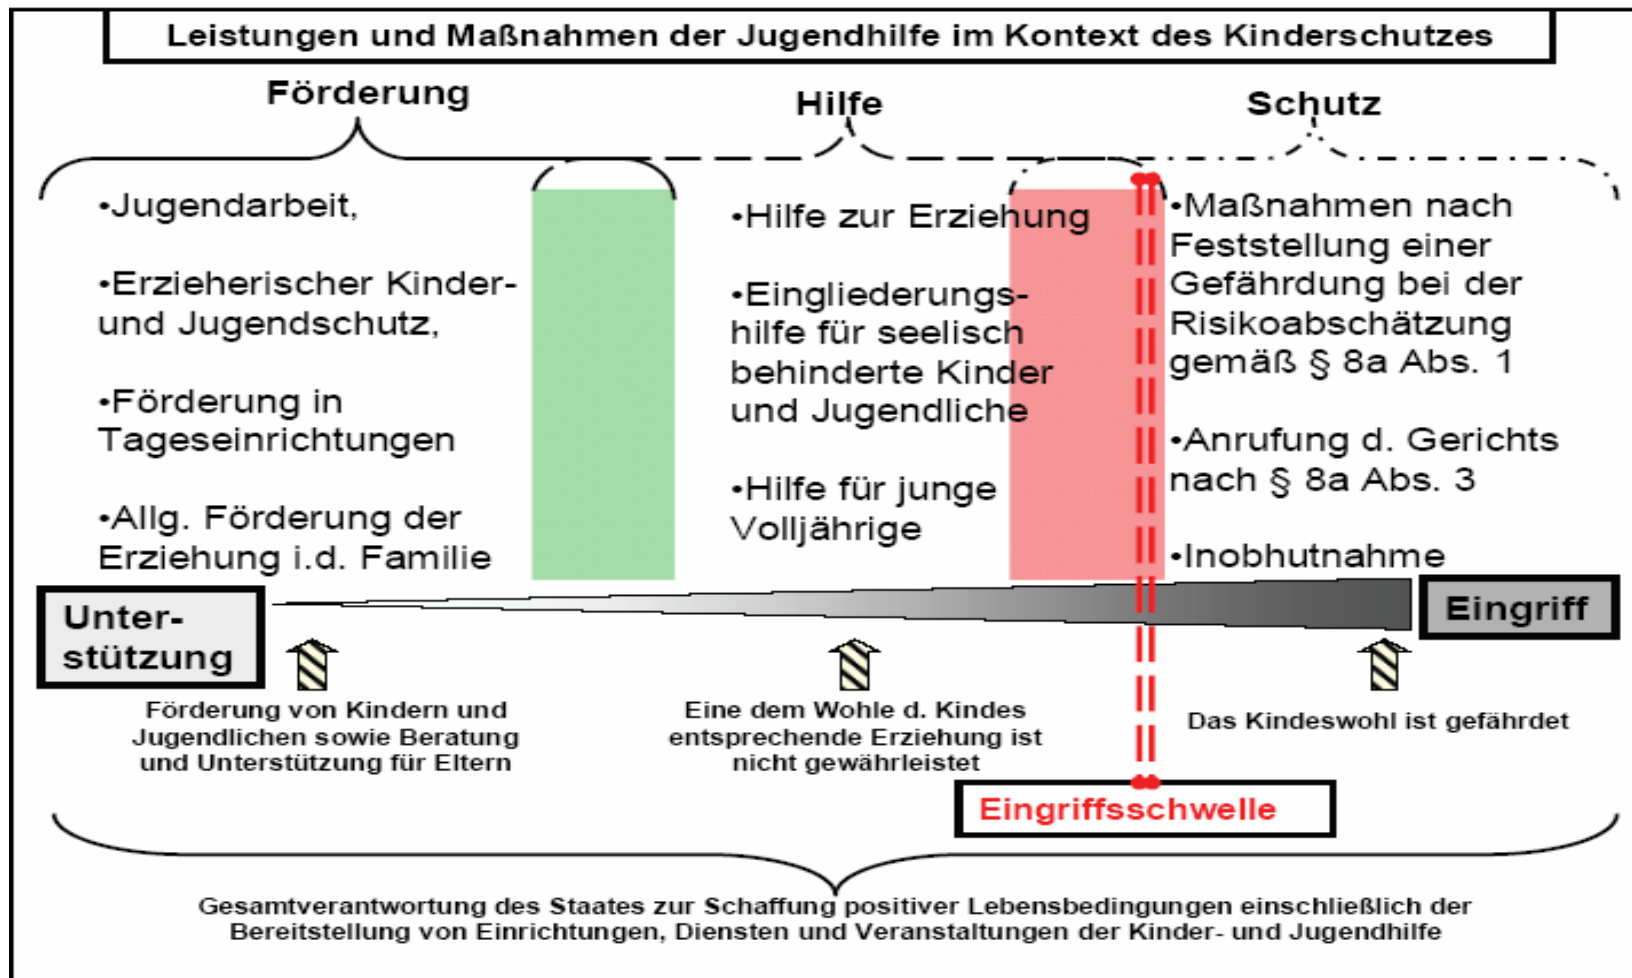 Leistungen und Maßnahmen der Jugendhilfe im Kontext des Kinderschutzes
Förderung
Hilfe
Schutz
•Jugendarbeit,
•Erzieherischer Kinder-
und Jugendschutz,
•Förderung in
Tageseinrichtungen
•Allg. Förderung der
Erziehung i.d. Familie
•Hilfe zur Erziehung
•Eingliederungs-
hilfe für seelisch
behinderte Kinder
und Jugendliche
•Hilfe für junge
Volljährige
•Maßnahmen nach
Feststellung einer
Gefährdung bei der
Risikoabschätzung
gemäß § 8a Abs. 1
•Anrufung d. Gerichts
nach § 8a Abs. 3
•Inobhutnahme
Unter-
stützung
Eingriff
Förderung von Kindern und
Jugendlichen sowie Beratung
und Unterstützung für Eltern
Eine dem Wohle d. Kindes
entsprechende Erziehung ist
nicht gewährleistet
Das Kindeswohl ist gefährdet
Eingriffsschwelle
Gesamtverantwortung des Staates zur Schaffung positiver Lebensbedingungen einschließlich der
Bereitstellung von Einrichtungen, Diensten und Veranstaltungen der Kinder- und Jugendhilfe